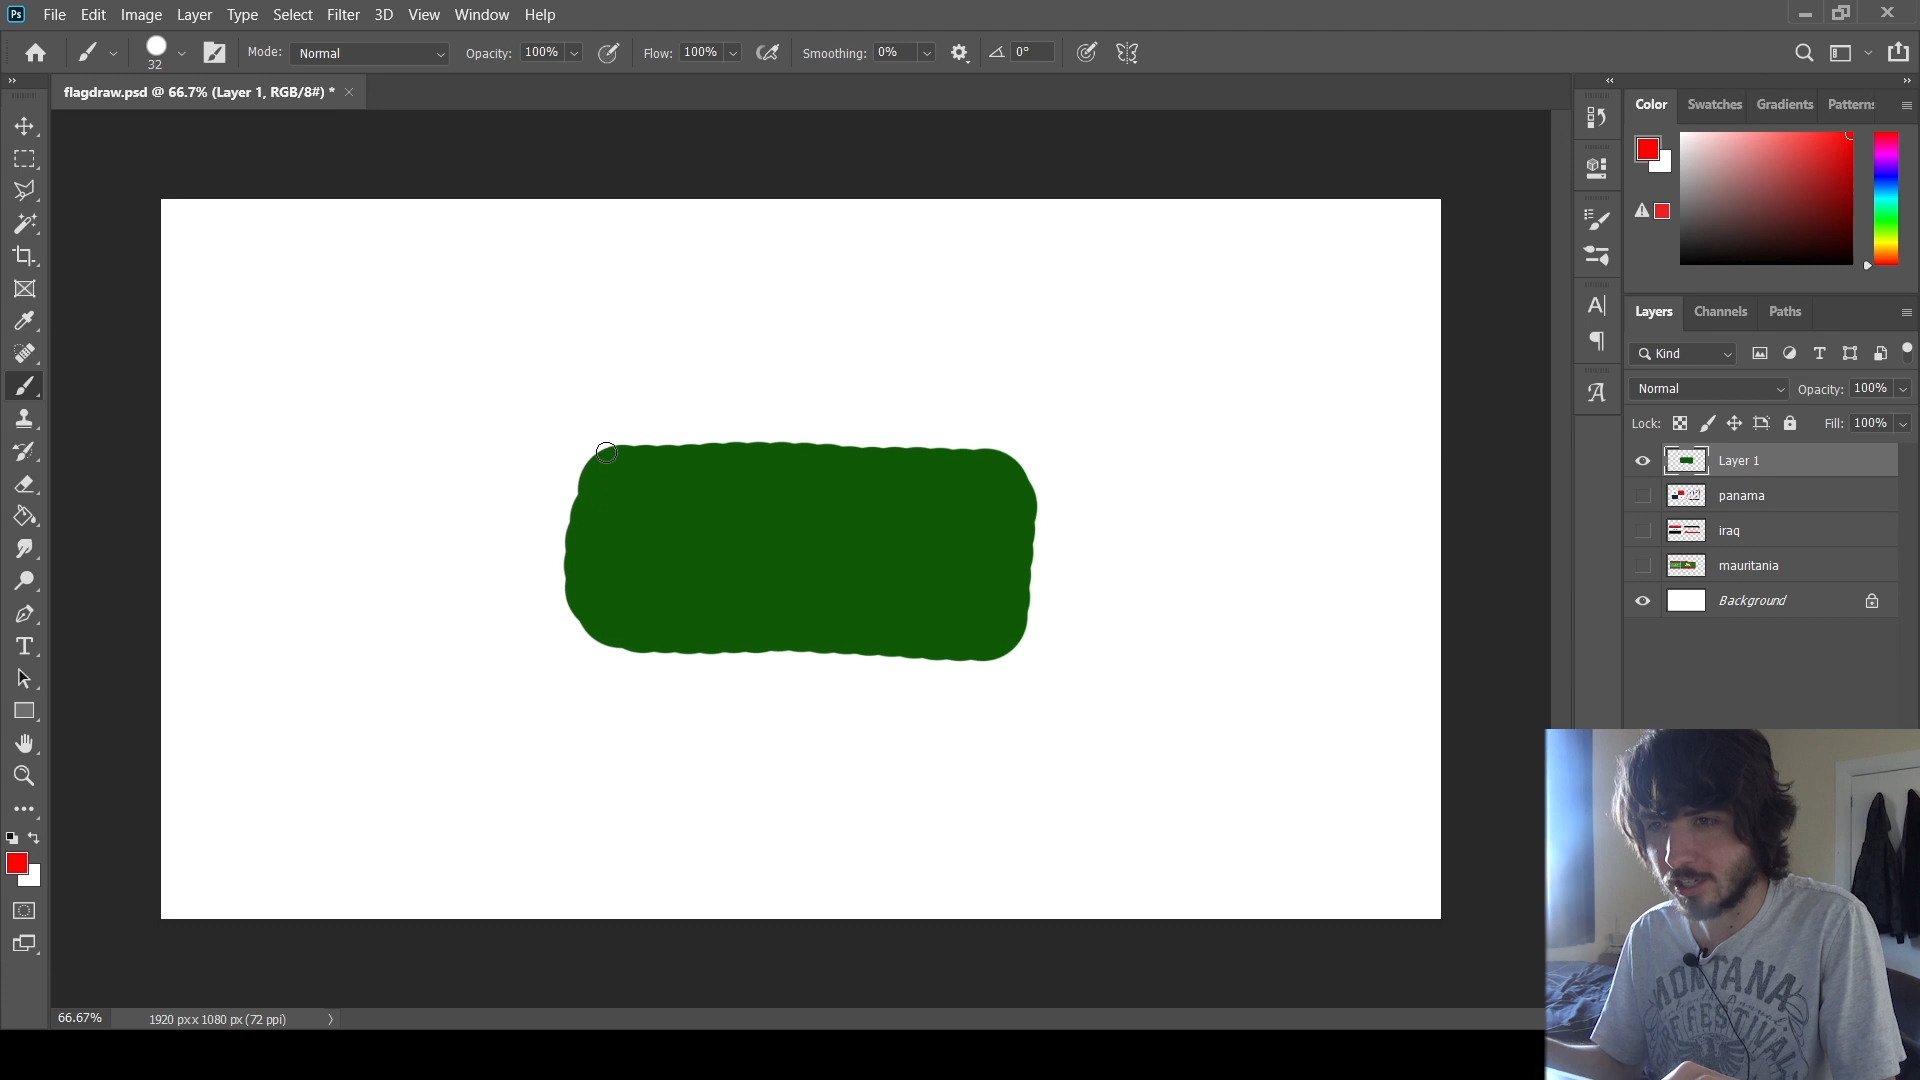 Ps File Edit Image Layer Type Select Filter 3D View Window Help
32 Mode: Normal Opacity: 100% Flow: 100% Smoothing: 0% 0°
flagdraw.psd @ 66.7% (Layer 1, RGB/8#) *
Color Swatches Gradients Patterns
Layers Channels Paths
Kind
Normal Opacity: 100%
Lock: Fill: 100%
Layer 1
panama
iraq
mauritania
Background
66.67% 1920 px x 1080 px (72 ppi)
MONTANA